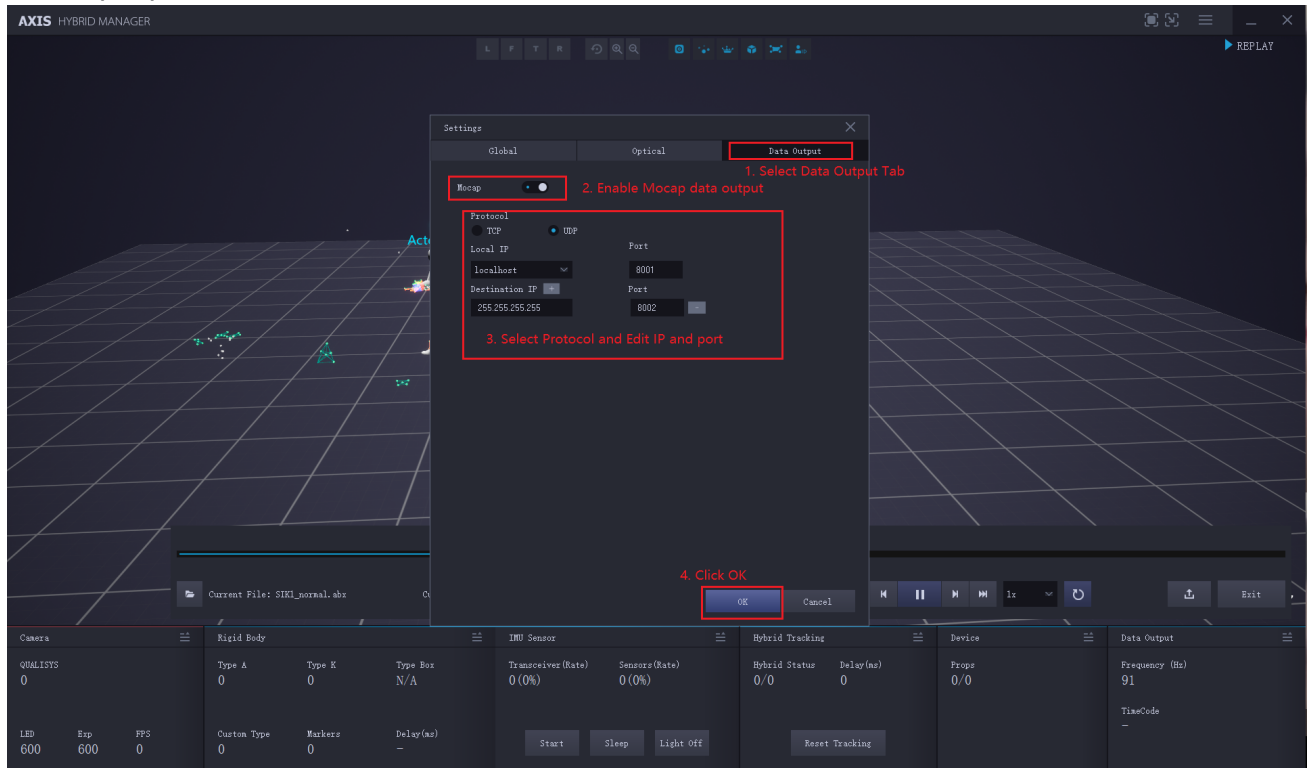 AXIS HYBRID MANAGER
L F T R
REPLAY
Settings
Global Optical Data Output
1. Select Data Output Tab
Mocap
2. Enable Mocap data output
Protocol
TCP UDP
Local IP Port
localhost 8001
Destination IP + Port
255.255.255.255 8002 -
3. Select Protocol and Edit IP and port
Act
4. Click OK
OK Cancel
Current File: SIKI_normal.abx
1x
Exit
Camera Rigid Body IMU Sensor Hybrid Tracking Device Data Output
QUALISYS Type A Type K Type Box Transceiver(Rate) Sensors(Rate) Hybrid Status Delay(ms) Props Frequency (Hz)
0 0 0 N/A 0(0%) 0(0%) 0/0 0 0/0 91
TimeCode
–
LED Exp FPS Custom Type Markers Delay(ms)
600 600 0 0 0 –
Start Sleep Light Off Reset Tracking